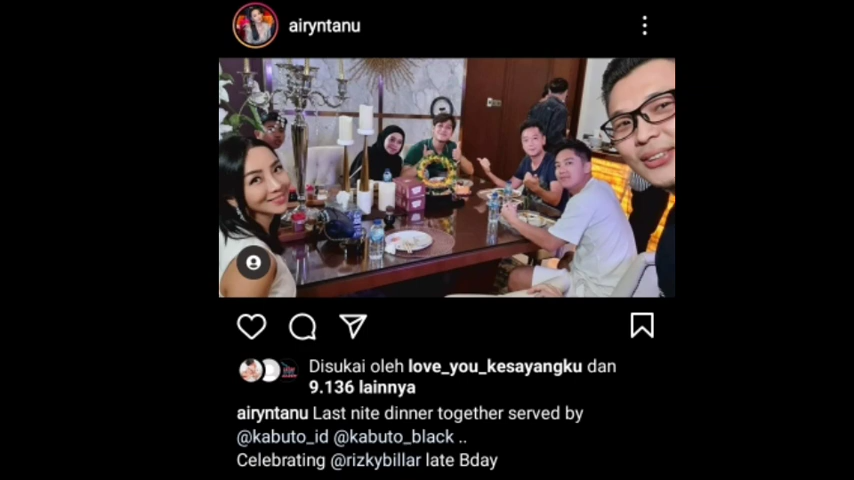 airyntanu
Disukai oleh love_you_kesayangku dan
9.136 lainnya
airyntanu Last nite dinner together served by
@kabuto_id @kabuto_black ..
Celebrating @rizkybillar late Bday